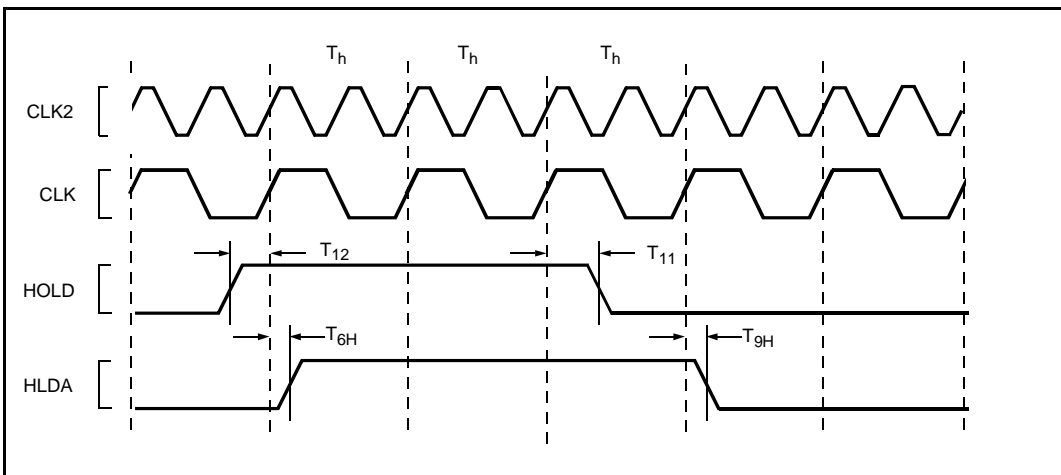 Th Th Th
CLK2
CLK
T12 T11
HOLD
T6H T9H
HLDA